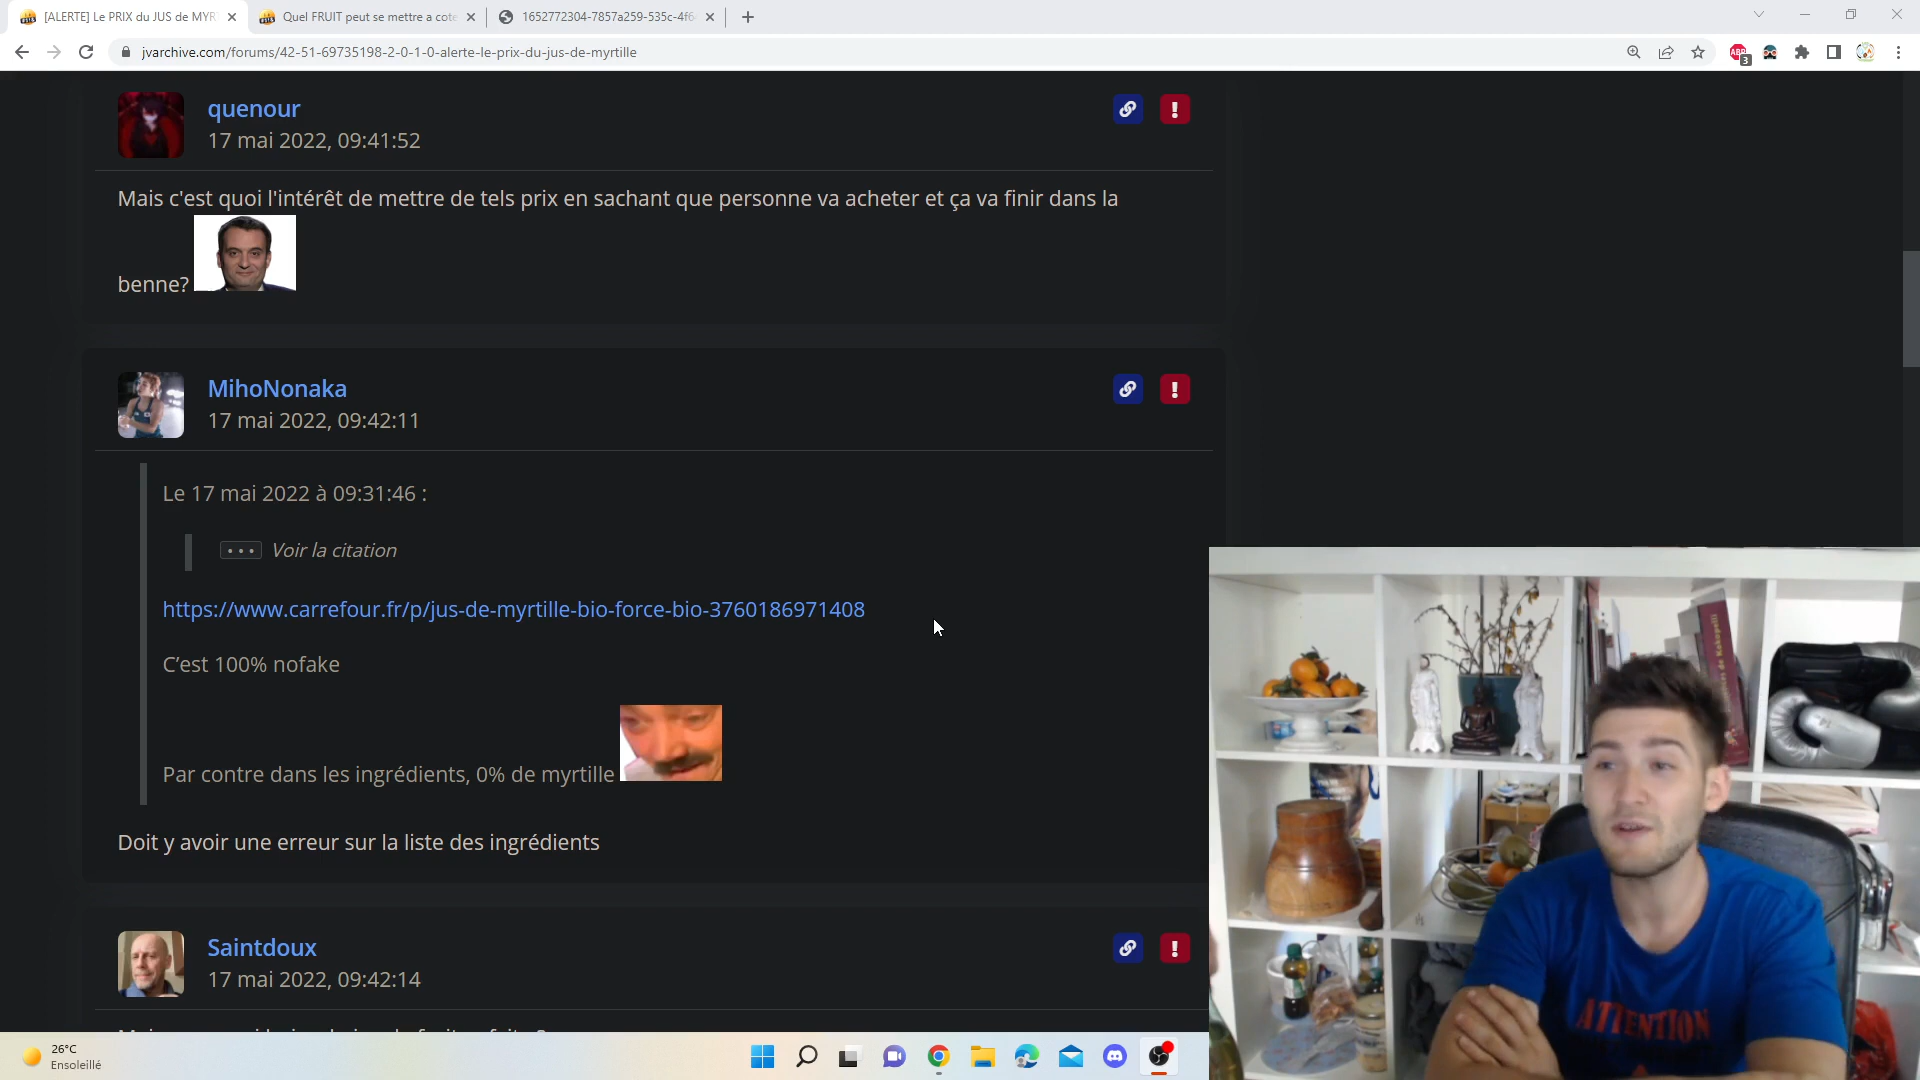 [ALERTE] Le PRIX du JUS de MYR
Quel FRUIT peut se mettre a cote
1652772304-7857a259-535c-4f6
jvarchive.com/forums/42-51-69735198-2-0-1-0-alerte-le-prix-du-jus-de-myrtille
ABP
3
quenour
17 mai 2022, 09:41:52
Mais c'est quoi l'intérêt de mettre de tels prix en sachant que personne va acheter et ça va finir dans la
benne?
MihoNonaka
17 mai 2022, 09:42:11
Le 17 mai 2022 à 09:31:46 :
Voir la citation
https://www.carrefour.fr/p/jus-de-myrtille-bio-force-bio-3760186971408
C’est 100% nofake
Par contre dans les ingrédients, 0% de myrtille
Doit y avoir une erreur sur la liste des ingrédients
Saintdoux
17 mai 2022, 09:42:14
ATTENTION
26°C
Ensoleillé